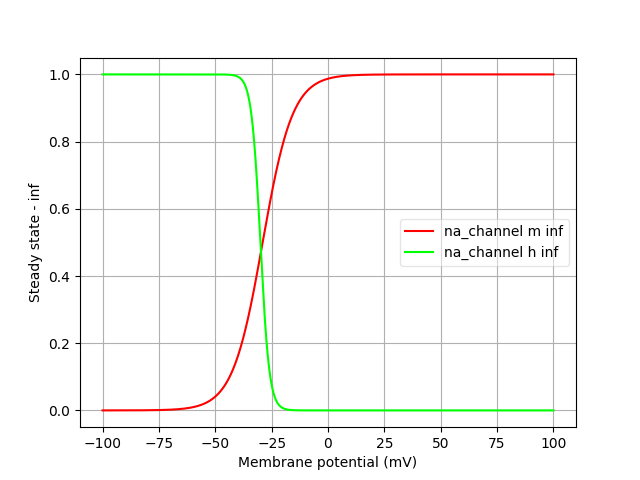 1.0
0.8
0.6
0.4
0.2
0.0
Steady state - inf
na_channel m inf
na_channel h inf
−100 −75 −50 −25 0 25 50 75 100
Membrane potential (mV)